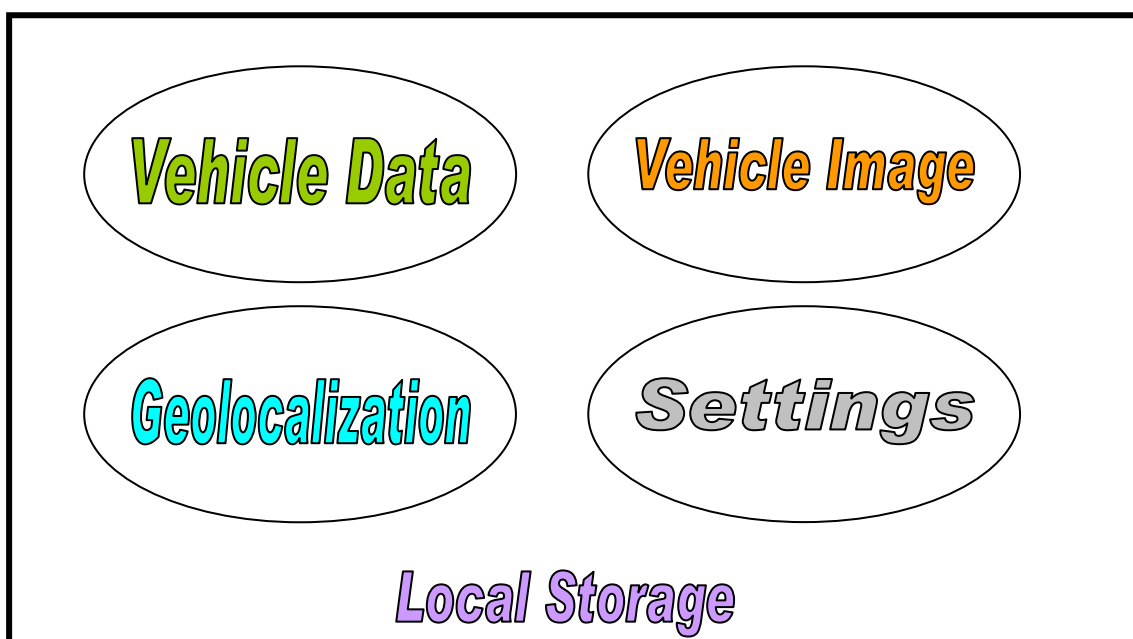 Vehicle Data
Vehicle Image
Geolocalization
Settings
Local Storage